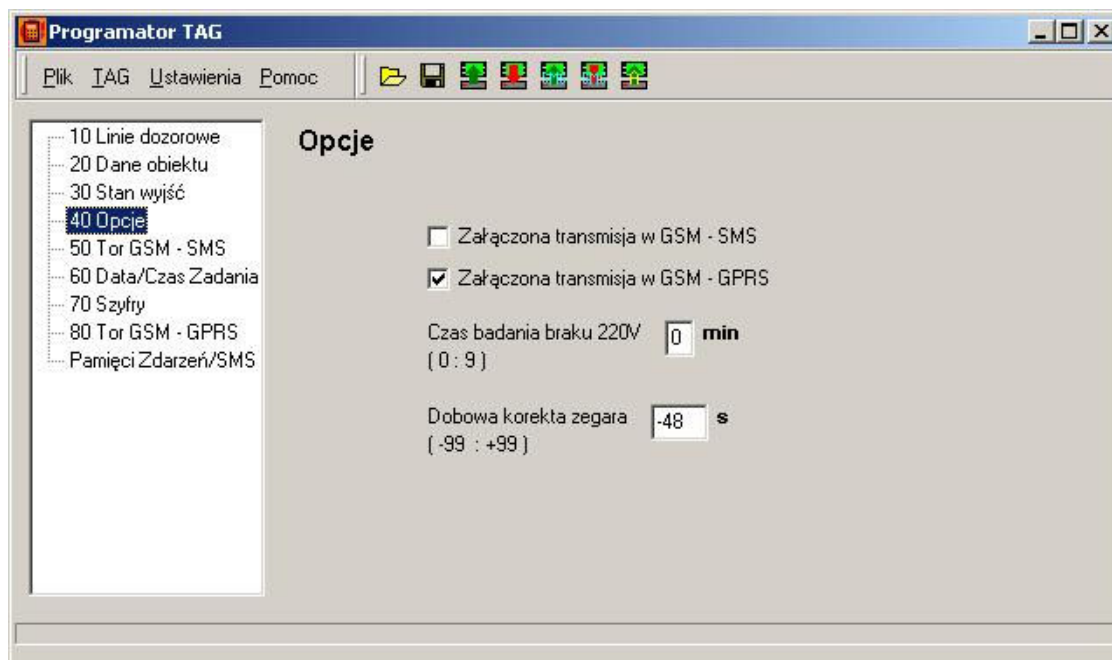 Programator TAG
Plik TAG Ustawienia Pomoc
10 Linie dozorowe
20 Dane obiektu
30 Stan wyjść
40 Opcje
50 Tor GSM - SMS
60 Data/Czas Zadania
70 Szyfry
80 Tor GSM - GPRS
Pamięci Zdarzeń/SMS
Opcje
Załączona transmisja w GSM - SMS
Załączona transmisja w GSM - GPRS
Czas badania braku 220V 0 min
( 0 : 9 )
Dobowa korekta zegara -48 s
( -99 : +99 )